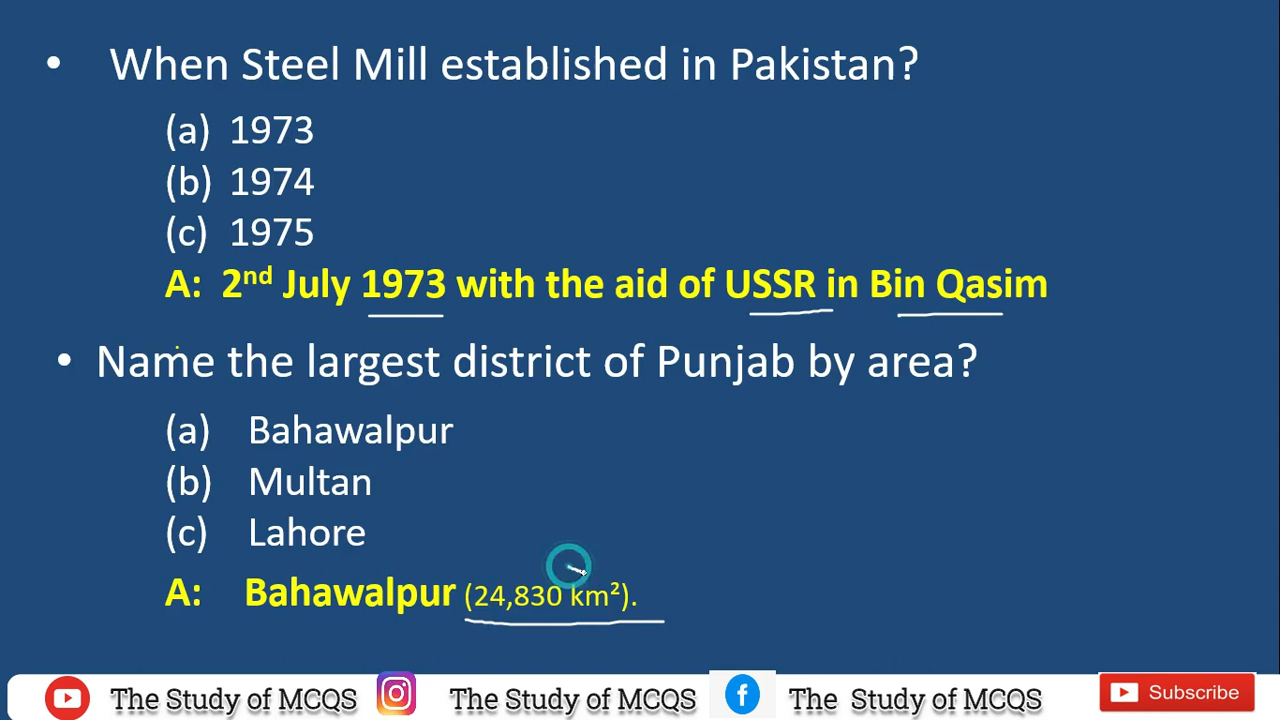 • When Steel Mill established in Pakistan?
(a) 1973
(b) 1974
(c) 1975
A: 2nd July 1973 with the aid of USSR in Bin Qasim
• Name the largest district of Punjab by area?
(a) Bahawalpur
(b) Multan
(c) Lahore
A: Bahawalpur (24,830 km²).
The Study of MCQS The Study of MCQS The Study of MCQS Subscribe